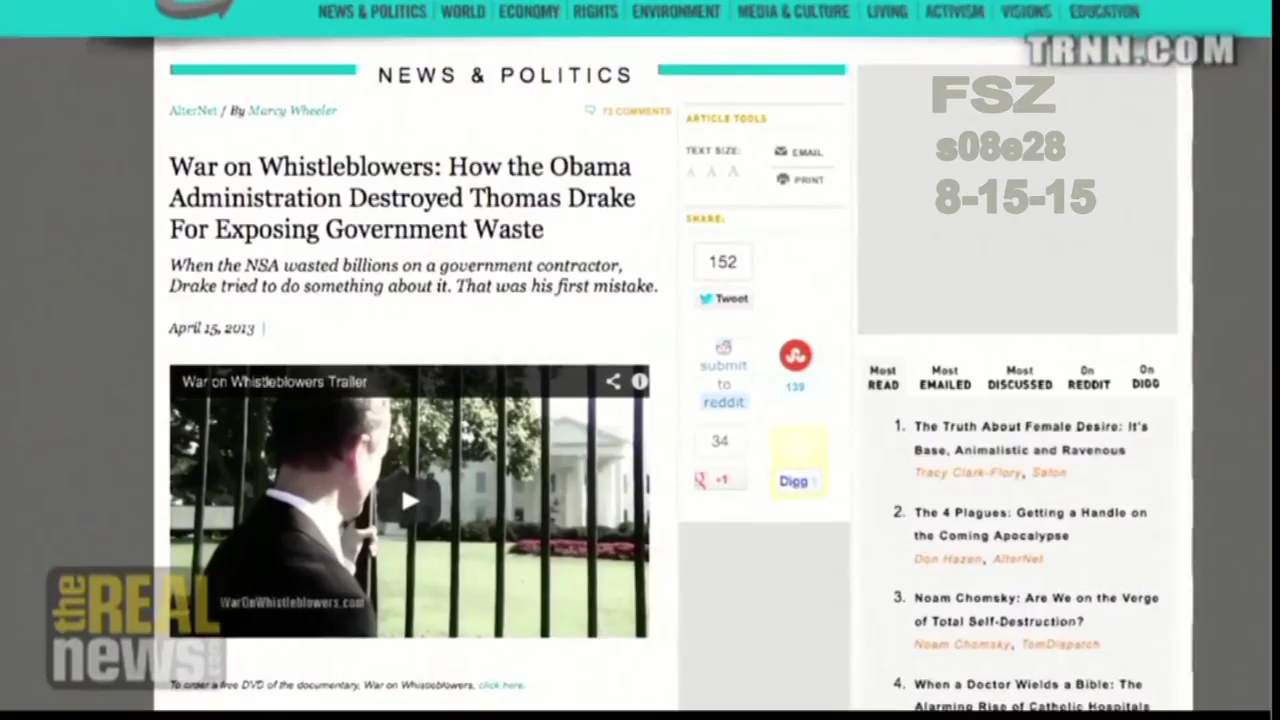 NEWS & POLITICS | WORLD | ECONOMY | RIGHTS | ENVIRONMENT | MEDIA & CULTURE | LIVING | ACTIVISM | VISIONS | EDUCATION
TRNN.COM
NEWS & POLITICS
AlterNet / By Marcy Wheeler
73 COMMENTS
War on Whistleblowers: How the Obama
Administration Destroyed Thomas Drake
For Exposing Government Waste
When the NSA wasted billions on a government contractor,
Drake tried to do something about it. That was his first mistake.
April 15, 2013 |
War on Whistleblowers Trailer
WarOnWhistleblowers.com
To order a free DVD of the documentary, War on Whistleblowers, click here.
the REAL
news
ARTICLE TOOLS
TEXT SIZE:
A A A
EMAIL
PRINT
SHARE:
152
Tweet
submit
to
reddit
139
34
+1
Digg
FSZ
s08e28
8-15-15
Most READ
Most EMAILED
Most DISCUSSED
On REDDIT
On DIGG
1. The Truth About Female Desire: It's
Base, Animalistic and Ravenous
Tracy Clark-Flory, Salon
2. The 4 Plagues: Getting a Handle on
the Coming Apocalypse
Don Hazen, AlterNet
3. Noam Chomsky: Are We on the Verge
of Total Self-Destruction?
Noam Chomsky, TomDispatch
4. When a Doctor Wields a Bible: The
Alarming Rise of Catholic Hospitals